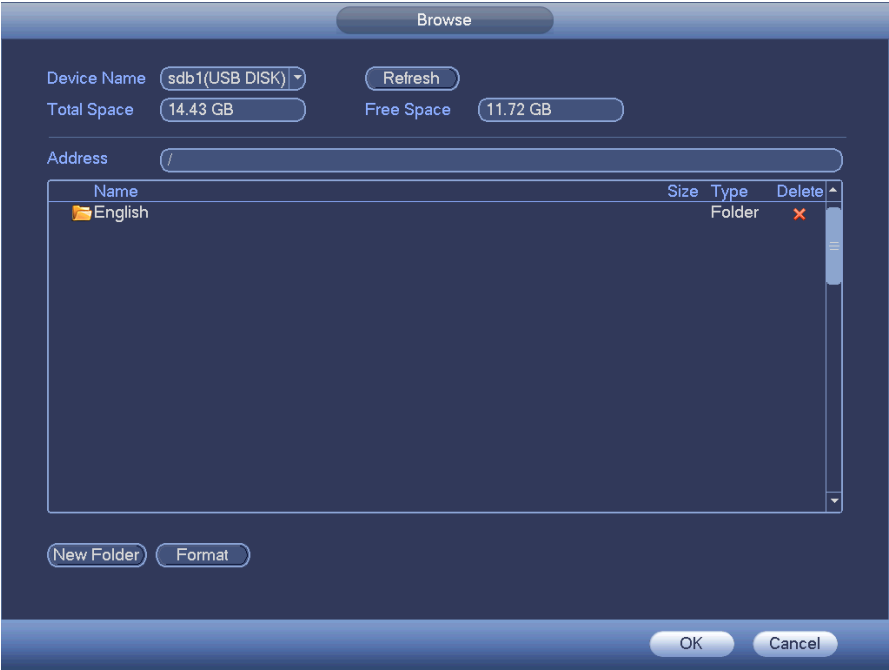 Browse
Device Name sdb1(USB DISK) Refresh
Total Space 14.43 GB Free Space 11.72 GB
Address /
Name Size Type Delete
English Folder
New Folder Format
OK Cancel